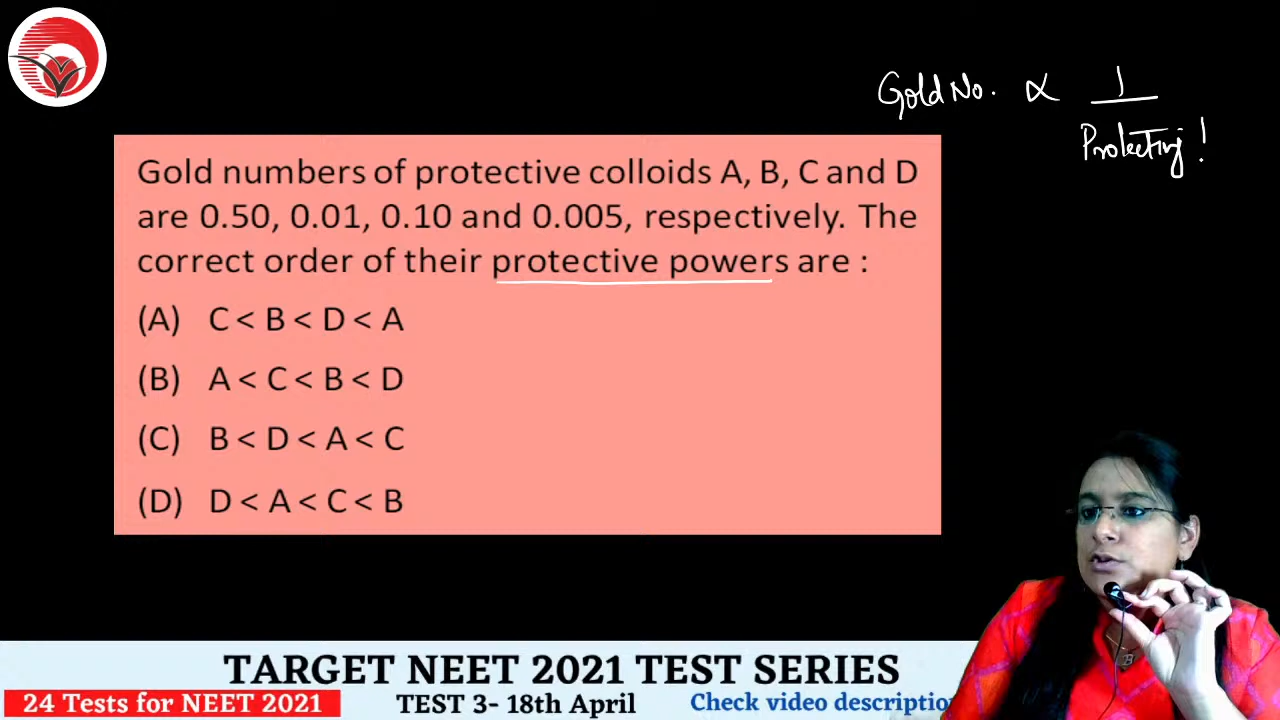 Gold No. ∝ 1
Protecting!
Gold numbers of protective colloids A, B, C and D
are 0.50, 0.01, 0.10 and 0.005, respectively. The
correct order of their protective powers are :
(A) C < B < D < A
(B) A < C < B < D
(C) B < D < A < C
(D) D < A < C < B
TARGET NEET 2021 TEST SERIES
24 Tests for NEET 2021 TEST 3- 18th April Check video description